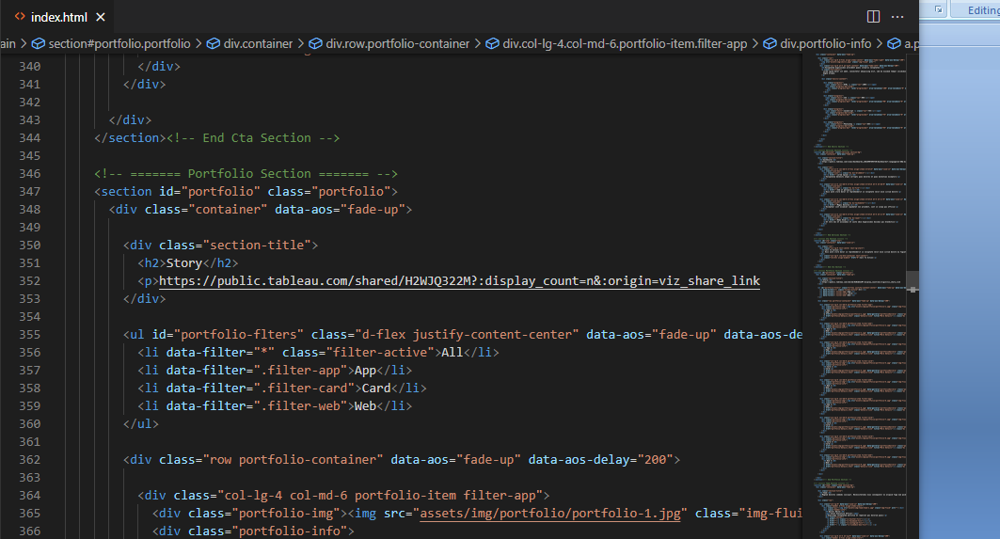 index.html
Editing
ain > section#portfolio.portfolio > div.container > div.row.portfolio-container > div.col-lg-4.col-md-6.portfolio-item.filter-app > div.portfolio-info > a.p
340 </div>
341 </div>
342
343 </div>
344 </section><!-- End Cta Section -->
345
346 <!-- ======= Portfolio Section ======= -->
347 <section id="portfolio" class="portfolio">
348 <div class="container" data-aos="fade-up">
349
350 <div class="section-title">
351 <h2>Story</h2>
352 <p>https://public.tableau.com/shared/H2WJQ322M?:display_count=n&:origin=viz_share_link
353 </div>
354
355 <ul id="portfolio-flters" class="d-flex justify-content-center" data-aos="fade-up" data-aos-de
356 <li data-filter="*" class="filter-active">All</li>
357 <li data-filter=".filter-app">App</li>
358 <li data-filter=".filter-card">Card</li>
359 <li data-filter=".filter-web">Web</li>
360 </ul>
361
362 <div class="row portfolio-container" data-aos="fade-up" data-aos-delay="200">
363
364 <div class="col-lg-4 col-md-6 portfolio-item filter-app">
365 <div class="portfolio-img"><img src="assets/img/portfolio/portfolio-1.jpg" class="img-flui
366 <div class="portfolio-info">